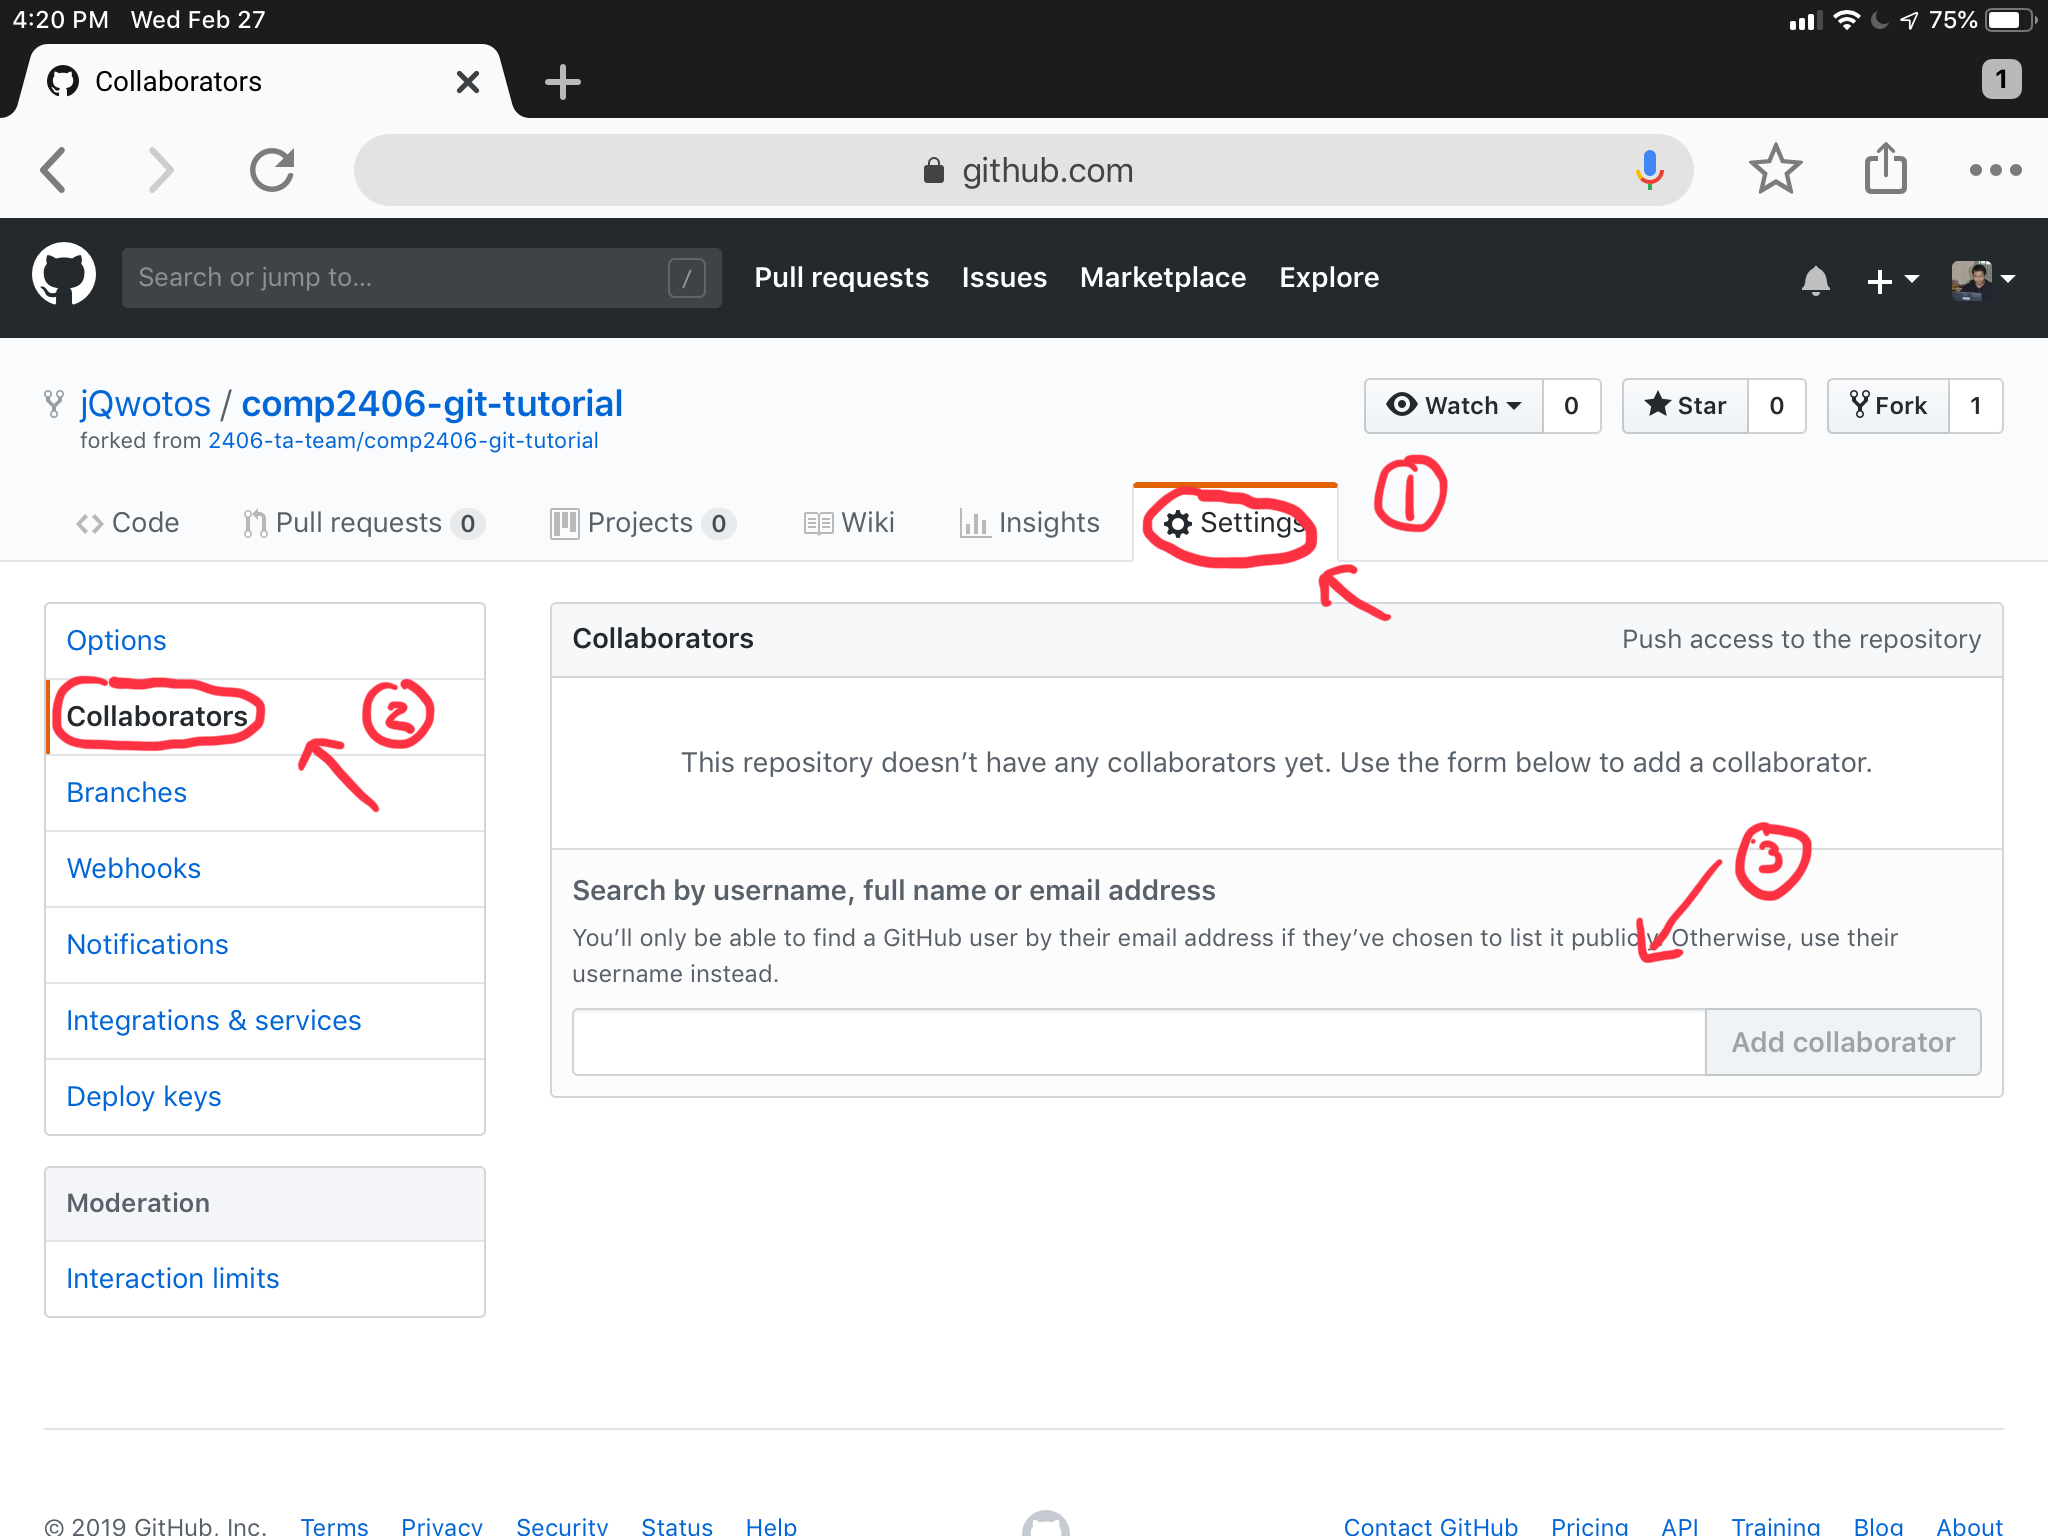 4:20 PM Wed Feb 27
75%
Collaborators
1
github.com
Search or jump to... /
Pull requests Issues Marketplace Explore
jQwotos / comp2406-git-tutorial
forked from 2406-ta-team/comp2406-git-tutorial
Watch 0 Star 0 Fork 1
1
Code Pull requests 0 Projects 0 Wiki Insights Settings
Options
Collaborators
2
Branches
Webhooks
Notifications
Integrations & services
Deploy keys
Moderation
Interaction limits
Collaborators Push access to the repository
This repository doesn’t have any collaborators yet. Use the form below to add a collaborator.
3
Search by username, full name or email address
You’ll only be able to find a GitHub user by their email address if they’ve chosen to list it publicly. Otherwise, use their
username instead.
Add collaborator
© 2019 GitHub, Inc. Terms Privacy Security Status Help
Contact GitHub Pricing API Training Blog About